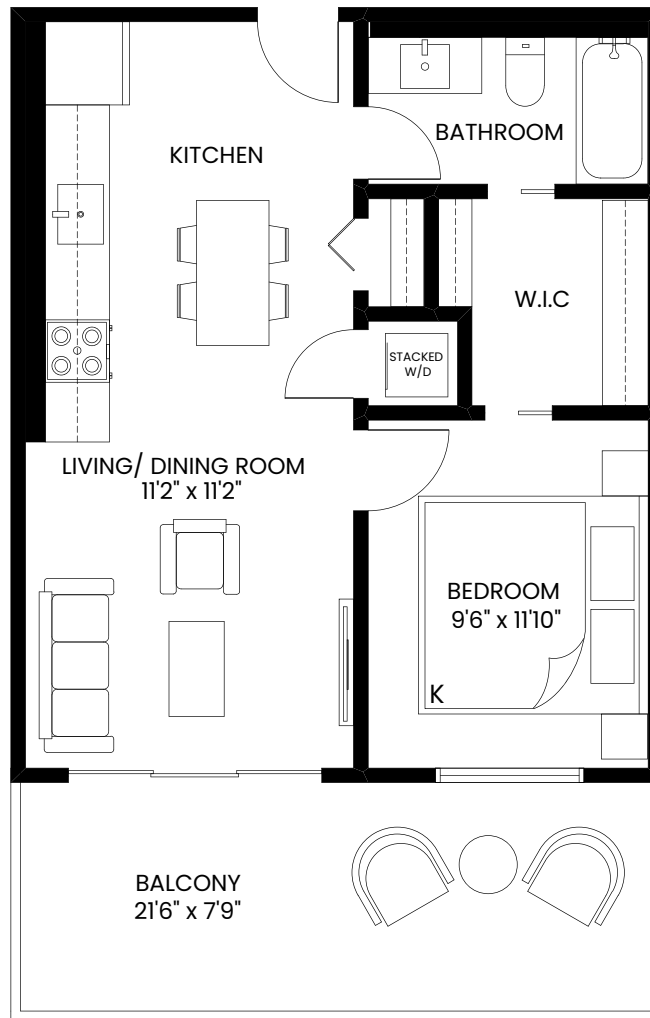 BATHROOM
KITCHEN
W.I.C
STACKED
W/D
LIVING/ DINING ROOM
11'2" x 11'2"
BEDROOM
9'6" x 11'10"
K
BALCONY
21'6" x 7'9"